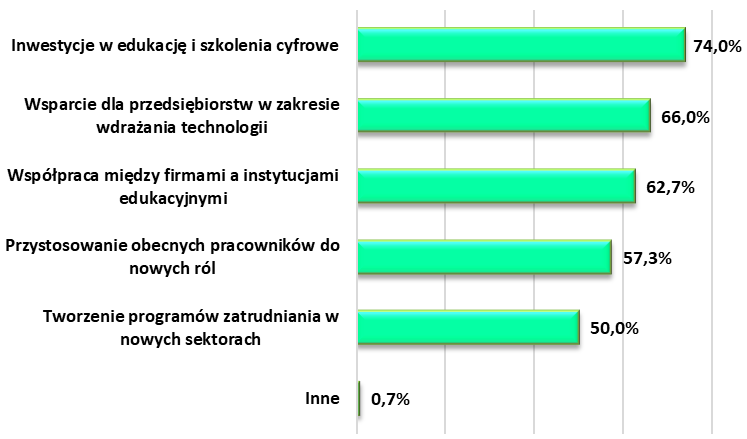 Inwestycje w edukację i szkolenia cyfrowe
74,0%
Wsparcie dla przedsiębiorstw w zakresie
wdrażania technologii
66,0%
Współpraca między firmami a instytucjami
edukacyjnymi
62,7%
Przystosowanie obecnych pracowników do
nowych ról
57,3%
Tworzenie programów zatrudniania w
nowych sektorach
50,0%
Inne
0,7%